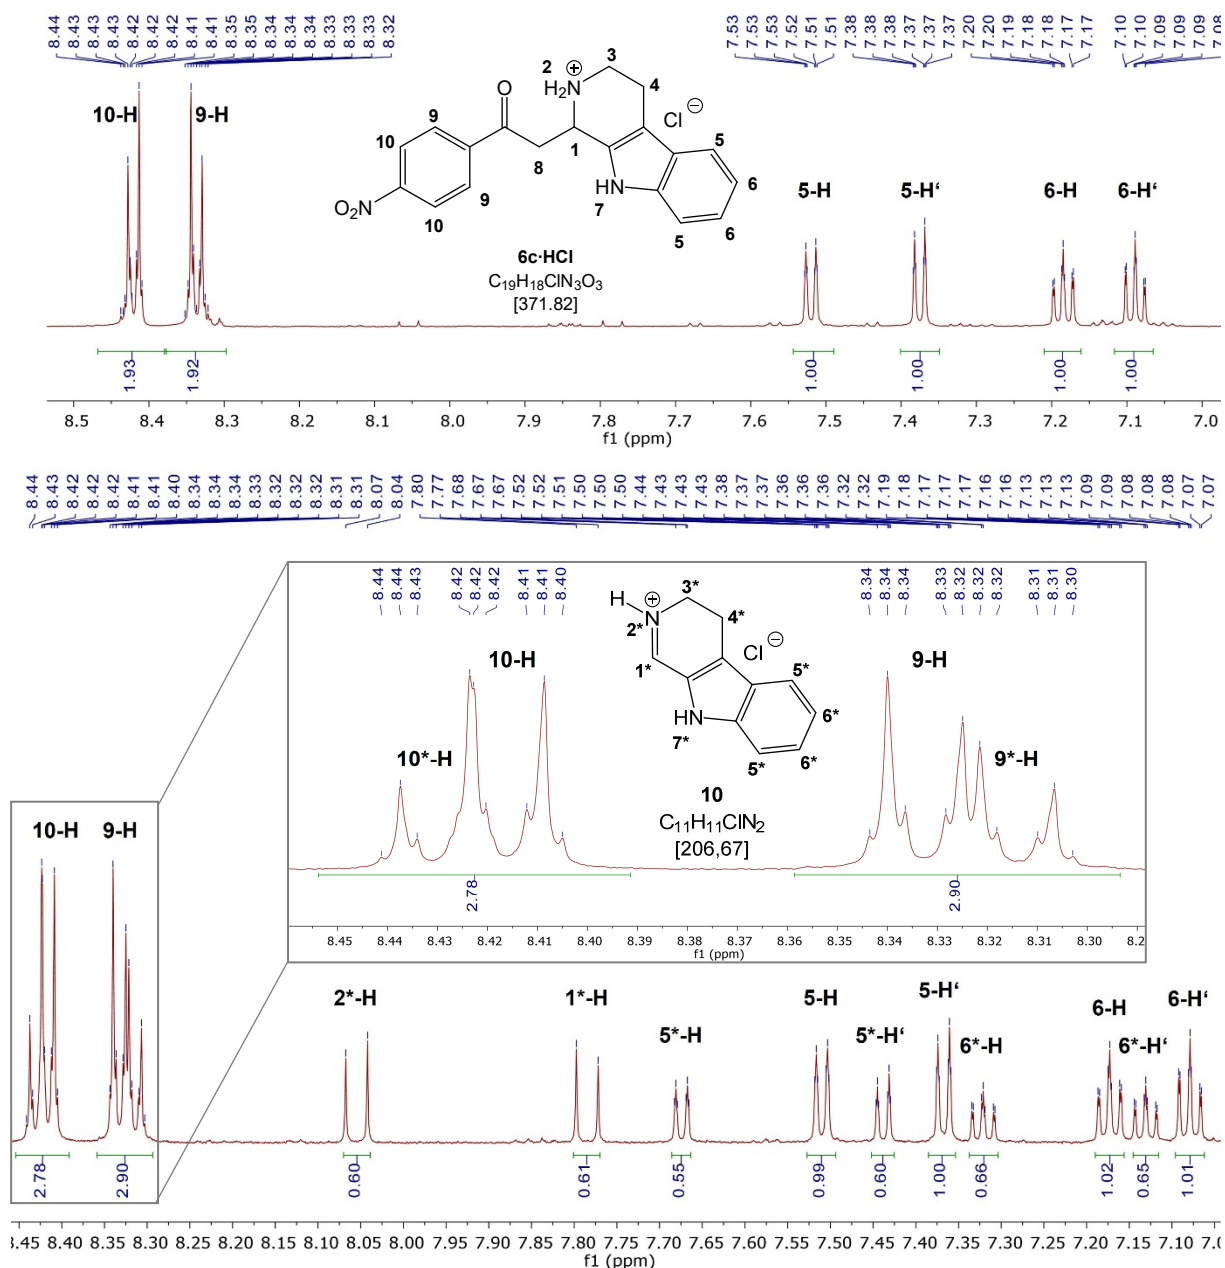 8.44 8.43 8.43 8.43 8.42 8.42 8.42 8.41 8.41 8.35 8.35 8.34 8.34 8.34 8.33 8.33 8.33 8.32
7.53 7.53 7.53 7.52 7.51 7.51 7.38 7.38 7.38 7.37 7.37 7.37 7.20 7.20 7.19 7.18 7.18 7.17 7.17 7.10 7.10 7.09 7.09 7.09 7.08
10-H 9-H
2 H2N + 3 4
O Cl −
9 10 9 10 8 1
HN 7 5 6 6 5
O2N
6c·HCl
C19H18ClN3O3
[371.82]
5-H 5-H‘ 6-H 6-H‘
1.93 1.92 1.00 1.00 1.00 1.00
8.5 8.4 8.3 8.2 8.1 8.0 7.9 7.8 7.7 7.6 7.5 7.4 7.3 7.2 7.1 7.0
f1 (ppm)
8.44 8.43 8.42 8.42 8.42 8.41 8.41 8.40 8.34 8.34 8.34 8.33 8.32 8.32 8.32 8.31 8.31 8.07 8.04 7.80 7.77 7.68 7.67 7.67 7.52 7.52 7.51 7.50 7.50 7.50 7.44 7.43 7.43 7.43 7.38 7.37 7.37 7.36 7.36 7.36 7.32 7.32 7.19 7.18 7.17 7.17 7.17 7.16 7.16 7.13 7.13 7.13 7.09 7.09 7.08 7.08 7.08 7.07 7.07
8.44 8.44 8.43 8.42 8.42 8.42 8.41 8.41 8.40
8.34 8.34 8.34 8.33 8.32 8.32 8.32 8.31 8.31 8.30
H N + 2* 3* 4*
Cl −
1* HN 7* 5* 6* 6* 5*
10-H 9-H
10*-H 9*-H
10
C11H11ClN2
[206,67]
2.78 2.90
8.45 8.44 8.43 8.42 8.41 8.40 8.39 8.38 8.37 8.36 8.35 8.34 8.33 8.32 8.31 8.30 8.2
f1 (ppm)
10-H 9-H
2*-H 1*-H 5*-H 5-H 5*-H‘ 5-H‘ 6*-H 6-H 6*-H‘ 6-H‘
2.78 2.90 0.60 0.61 0.55 0.99 0.60 1.00 0.66 1.02 0.65 1.01
8.40 8.35 8.30 8.25 8.20 8.15 8.10 8.05 8.00 7.95 7.90 7.85 7.80 7.75 7.70 7.65 7.60 7.55 7.50 7.45 7.40 7.35 7.30 7.25 7.20 7.15 7.10
f1 (ppm)